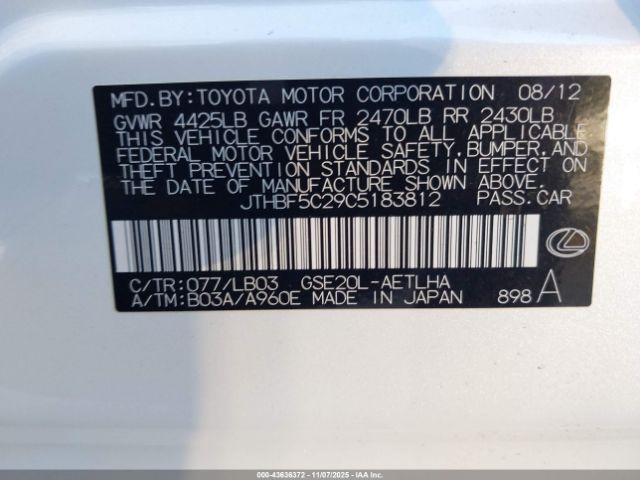 MFD.BY:TOYOTA MOTOR CORPORATION 08/12
GVWR 4425LB GAWR FR 2470LB RR 2430LB
THIS VEHICLE CONFORMS TO ALL APPLICABLE
FEDERAL MOTOR VEHICLE SAFETY,BUMPER,AND
THEFT PREVENTION STANDARDS IN EFFECT ON
THE DATE OF MANUFACTURE SHOWN ABOVE.
JTHBF5C29C5183812 PASS.CAR
C/TR:077/LB03 GSE20L-AETLHA
A/TM:B03A/A960E MADE IN JAPAN 898 A
000-43636372 11/07/2025 IAAI.CA